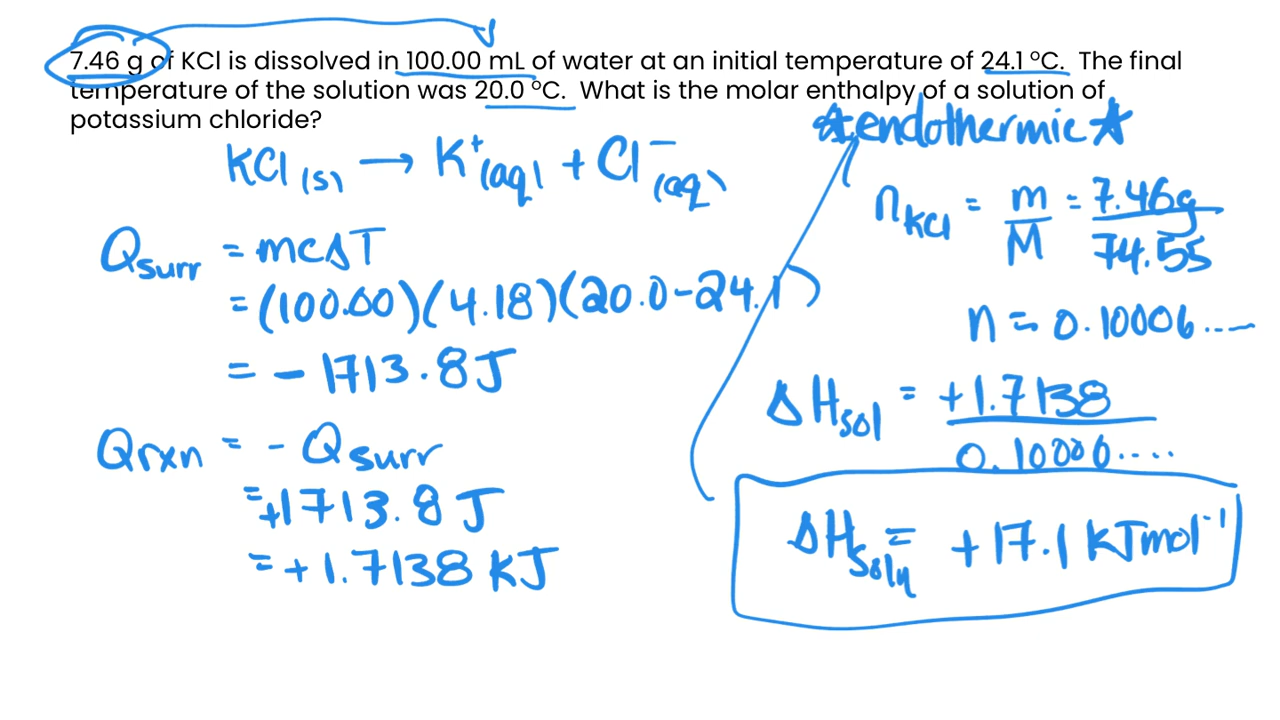 7.46 g of KCl is dissolved in 100.00 mL of water at an initial temperature of 24.1 °C. The final
temperature of the solution was 20.0 °C. What is the molar enthalpy of a solution of
potassium chloride?
☆endothermic☆
KCl (s) → K⁺(aq) + Cl⁻(aq)
Qsurr = mcΔT
= (100.00)(4.18)(20.0-24.1)
= - 1713.8J
Qrxn = - Qsurr
=+1713.8 J
= +1.7138 KJ
nKCl = m/M = 7.46g/74.55
n = 0.10006....
ΔHsol = +1.7138/0.10006....
ΔHsoln = +17.1 kJmol⁻¹